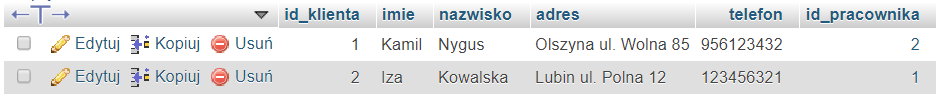 id_klienta imie nazwisko adres telefon id_pracownika
Edytuj Kopiuj Usuń 1 Kamil Nygus Olszyna ul. Wolna 85 956123432 2
Edytuj Kopiuj Usuń 2 Iza Kowalska Lubin ul. Polna 12 123456321 1